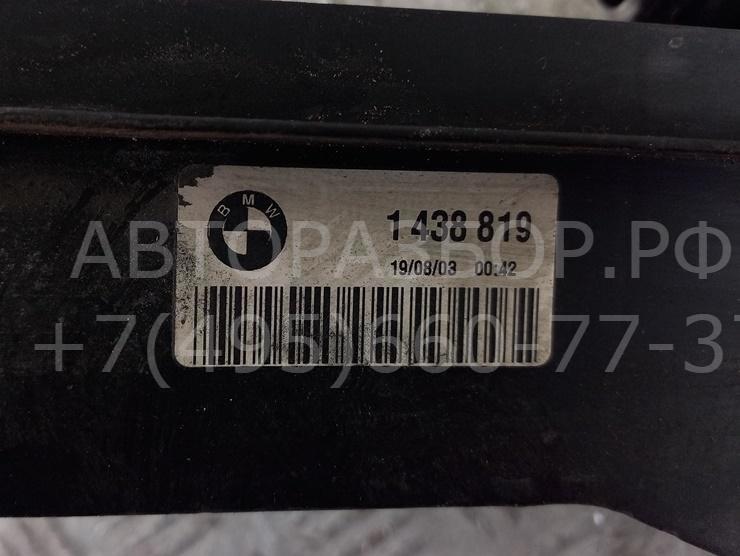 BMW
1 438 819
АВТОРАЗБОР.РФ
19/08/03 00:42
+7(495)660-77-37